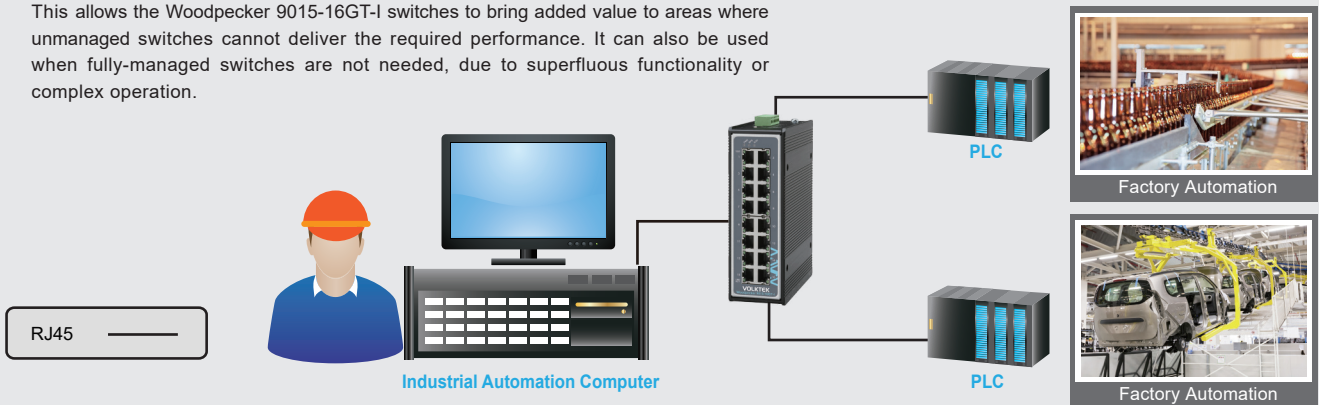 This allows the Woodpecker 9015-16GT-I switches to bring added value to areas where
unmanaged switches cannot deliver the required performance. It can also be used
when fully-managed switches are not needed, due to superfluous functionality or
complex operation.
PLC
Factory Automation
VOLKTEK
RJ45
Industrial Automation Computer
PLC
Factory Automation